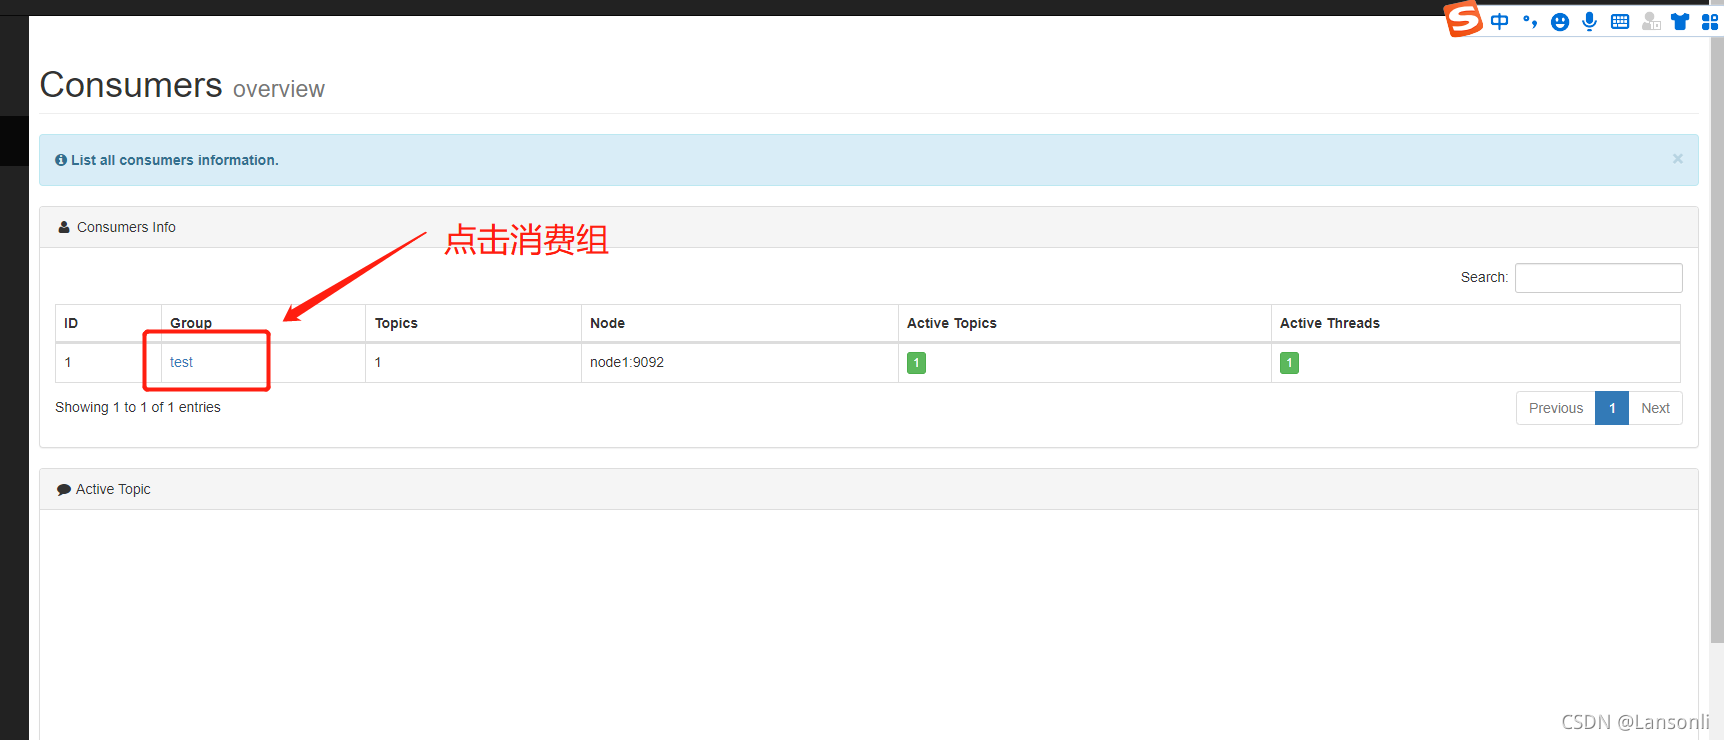 中
Consumers overview
List all consumers information.
×
Consumers Info
点击消费组
Search:
ID Group Topics Node Active Topics Active Threads
1 test 1 node1:9092 1 1
Showing 1 to 1 of 1 entries
Previous 1 Next
Active Topic
CSDN @Lansonli